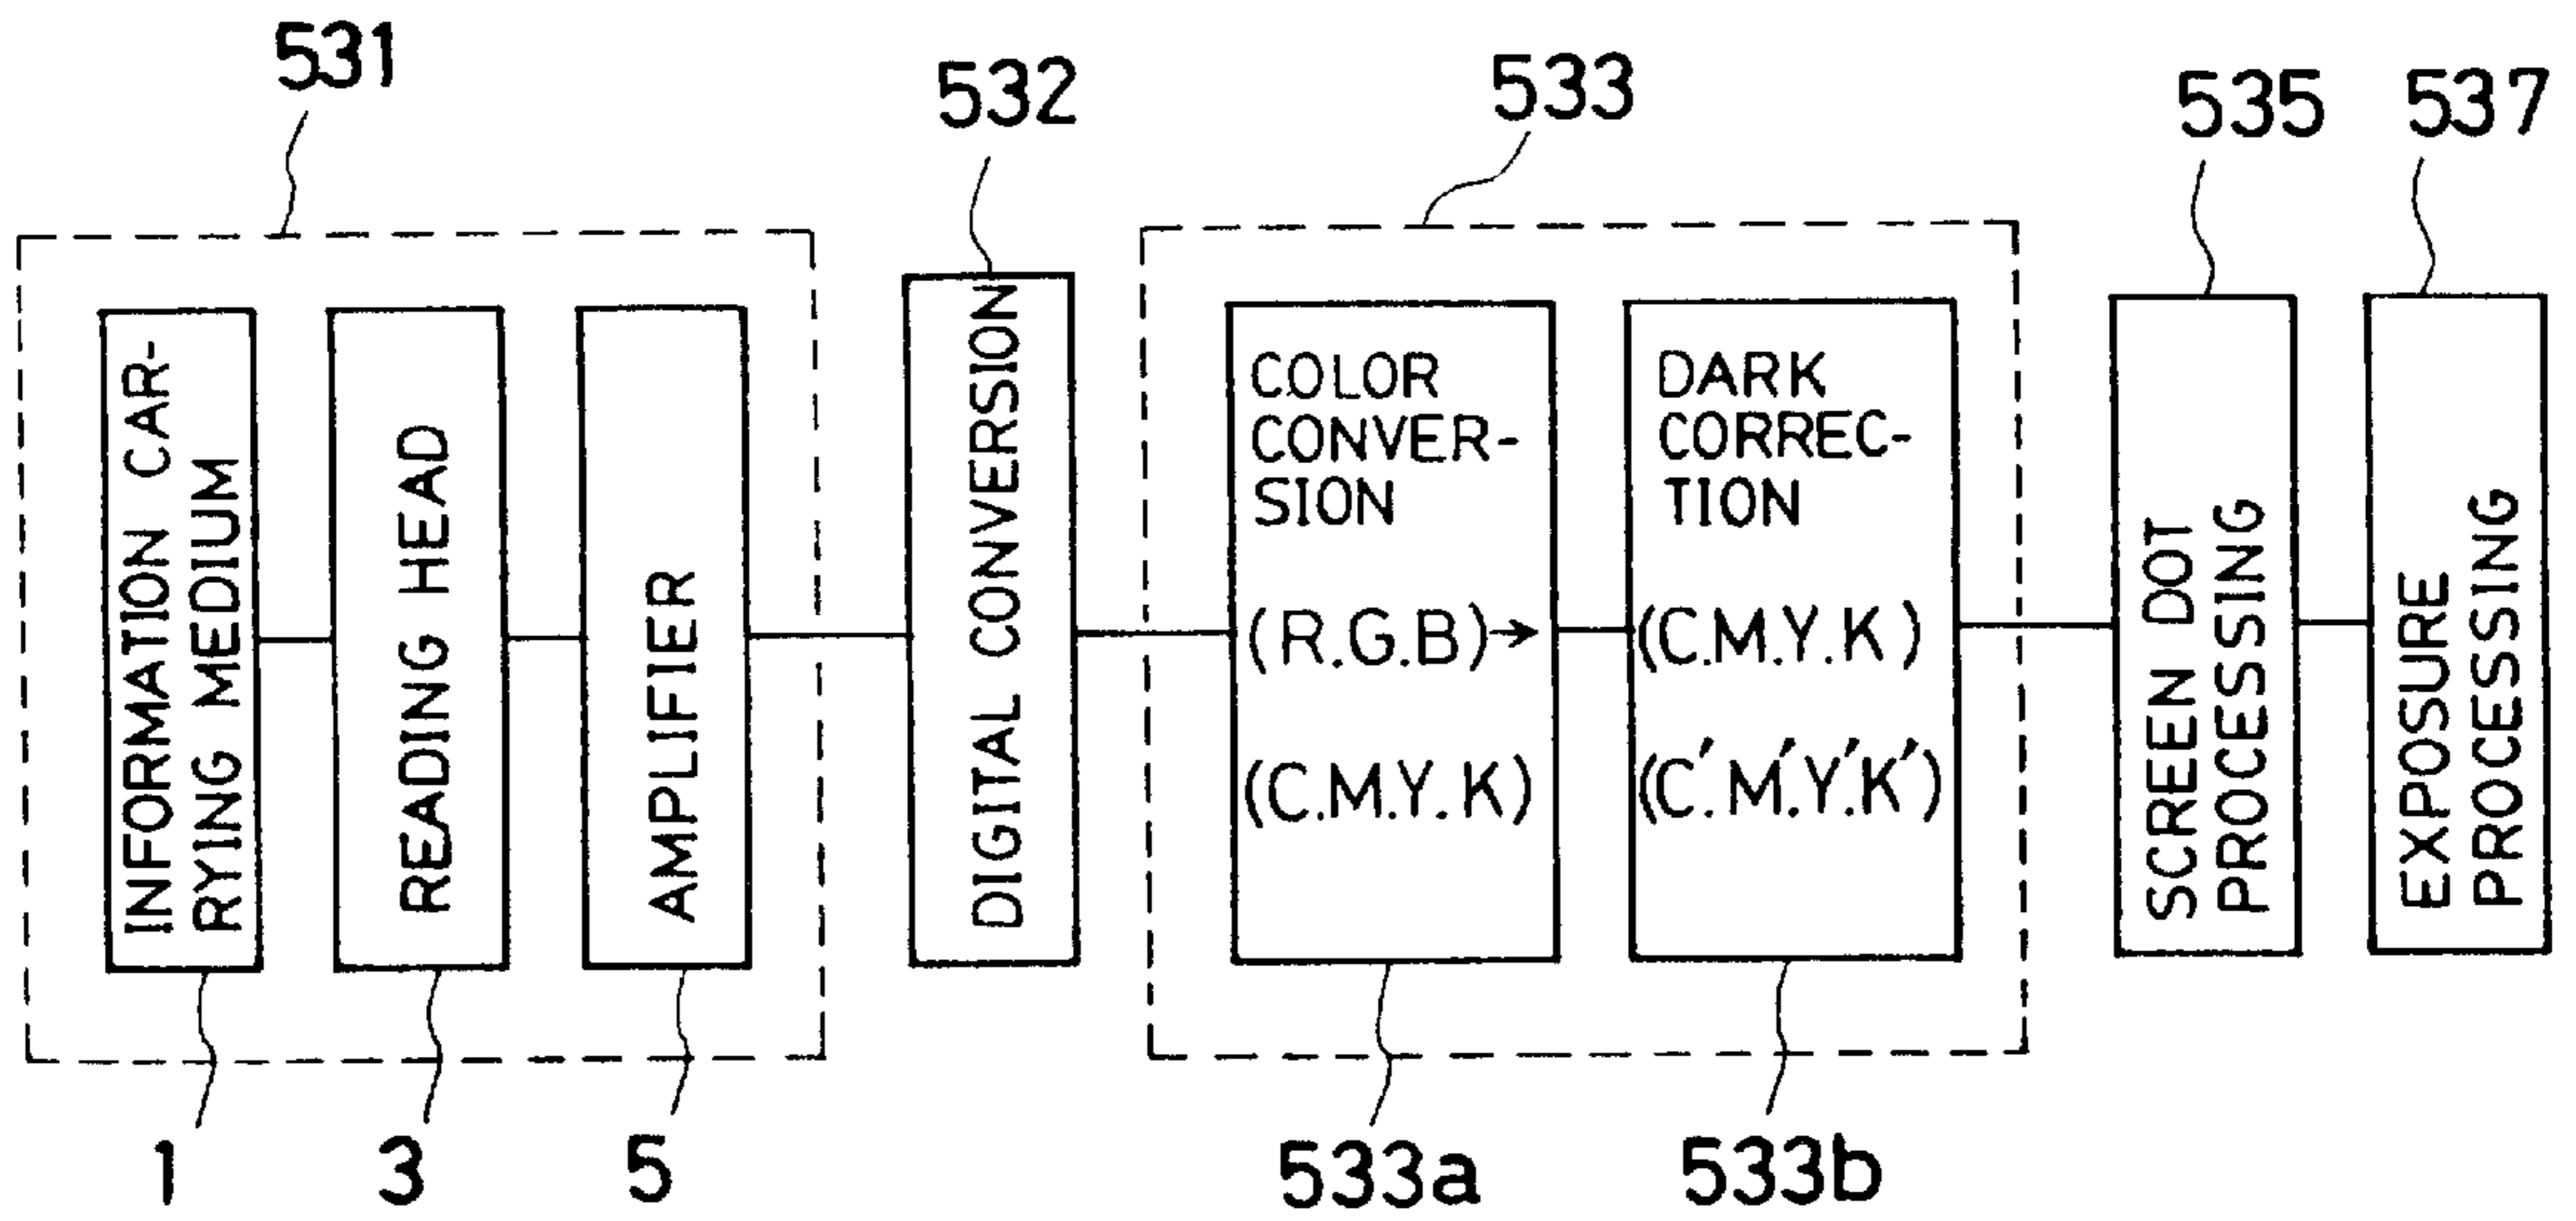 531
532
533
535
537
INFORMATION CAR-
RYING MEDIUM
READING HEAD
AMPLIFIER
DIGITAL CONVERSION
COLOR
CONVER-
SION
(R.G.B)→
(C.M.Y.K)
DARK
CORREC-
TION
(C.M.Y.K)
(C'.M'.Y'.K')
SCREEN DOT
PROCESSING
EXPOSURE
PROCESSING
1
3
5
533a
533b